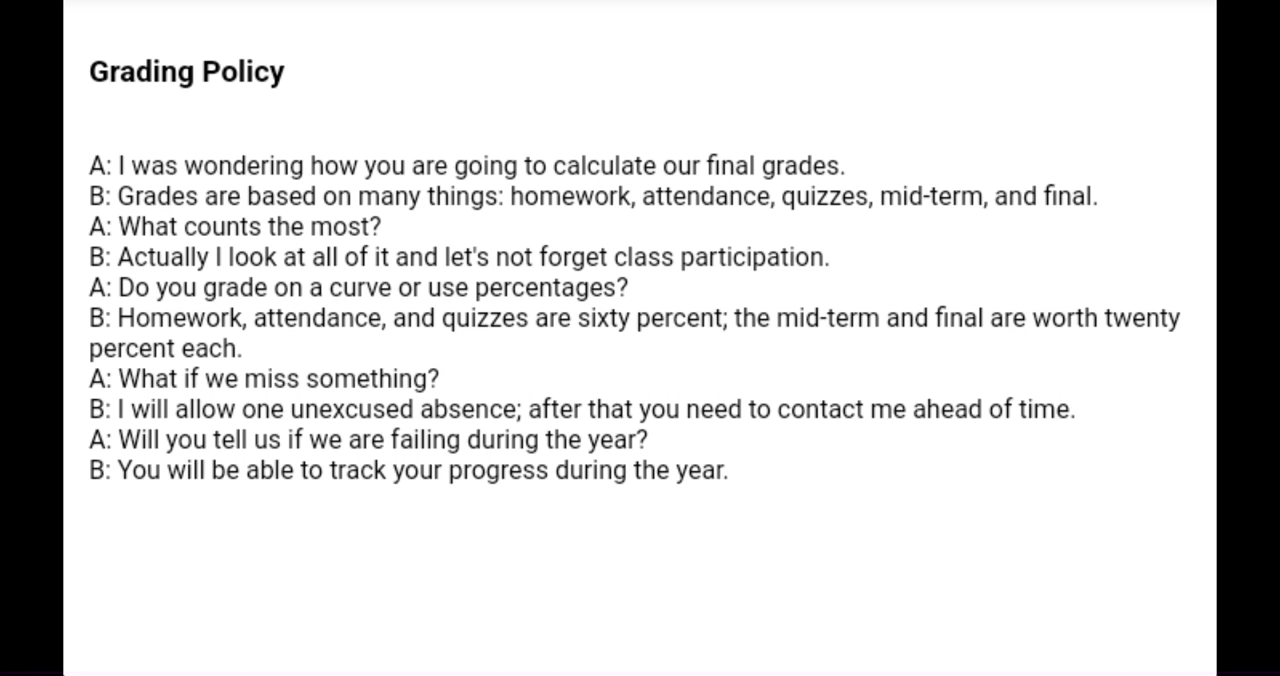 Grading Policy
A: I was wondering how you are going to calculate our final grades.
B: Grades are based on many things: homework, attendance, quizzes, mid-term, and final.
A: What counts the most?
B: Actually I look at all of it and let's not forget class participation.
A: Do you grade on a curve or use percentages?
B: Homework, attendance, and quizzes are sixty percent; the mid-term and final are worth twenty
percent each.
A: What if we miss something?
B: I will allow one unexcused absence; after that you need to contact me ahead of time.
A: Will you tell us if we are failing during the year?
B: You will be able to track your progress during the year.